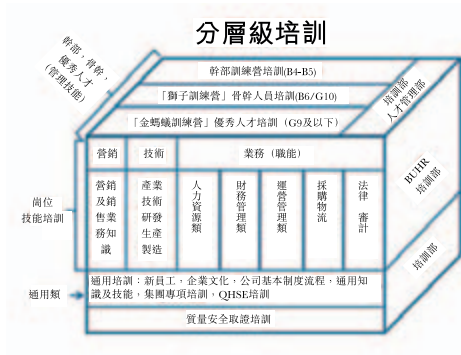 分層級培訓
幹部，骨幹，
優秀人才
（管理技能）
幹部訓練營培訓(B4-B5)
「獅子訓練營」骨幹人員培訓(B6/G10)
「金螞蟻訓練營」優秀人才培訓（G9及以下）
培訓部
人才管理部
營銷
技術
業務（職能）
BUHR
培訓部
崗位
技能培訓
營銷及銷售業務知識
產業技術研發生產製造
人力資源類
財務管理類
運營管理類
採購物流
法律 審計
培訓部
通用類
通用培訓：新員工，企業文化，公司基本制度流程，通用知
識及技能，集團專項培訓，QHSE培訓
質量安全取證培訓